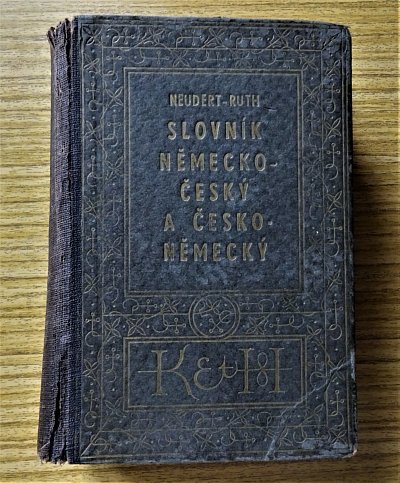 NEUDERT-RUTH
SLOVNÍK
NĚMECKO-
ČESKÝ
A ČESKO-
NĚMECKÝ
K & H